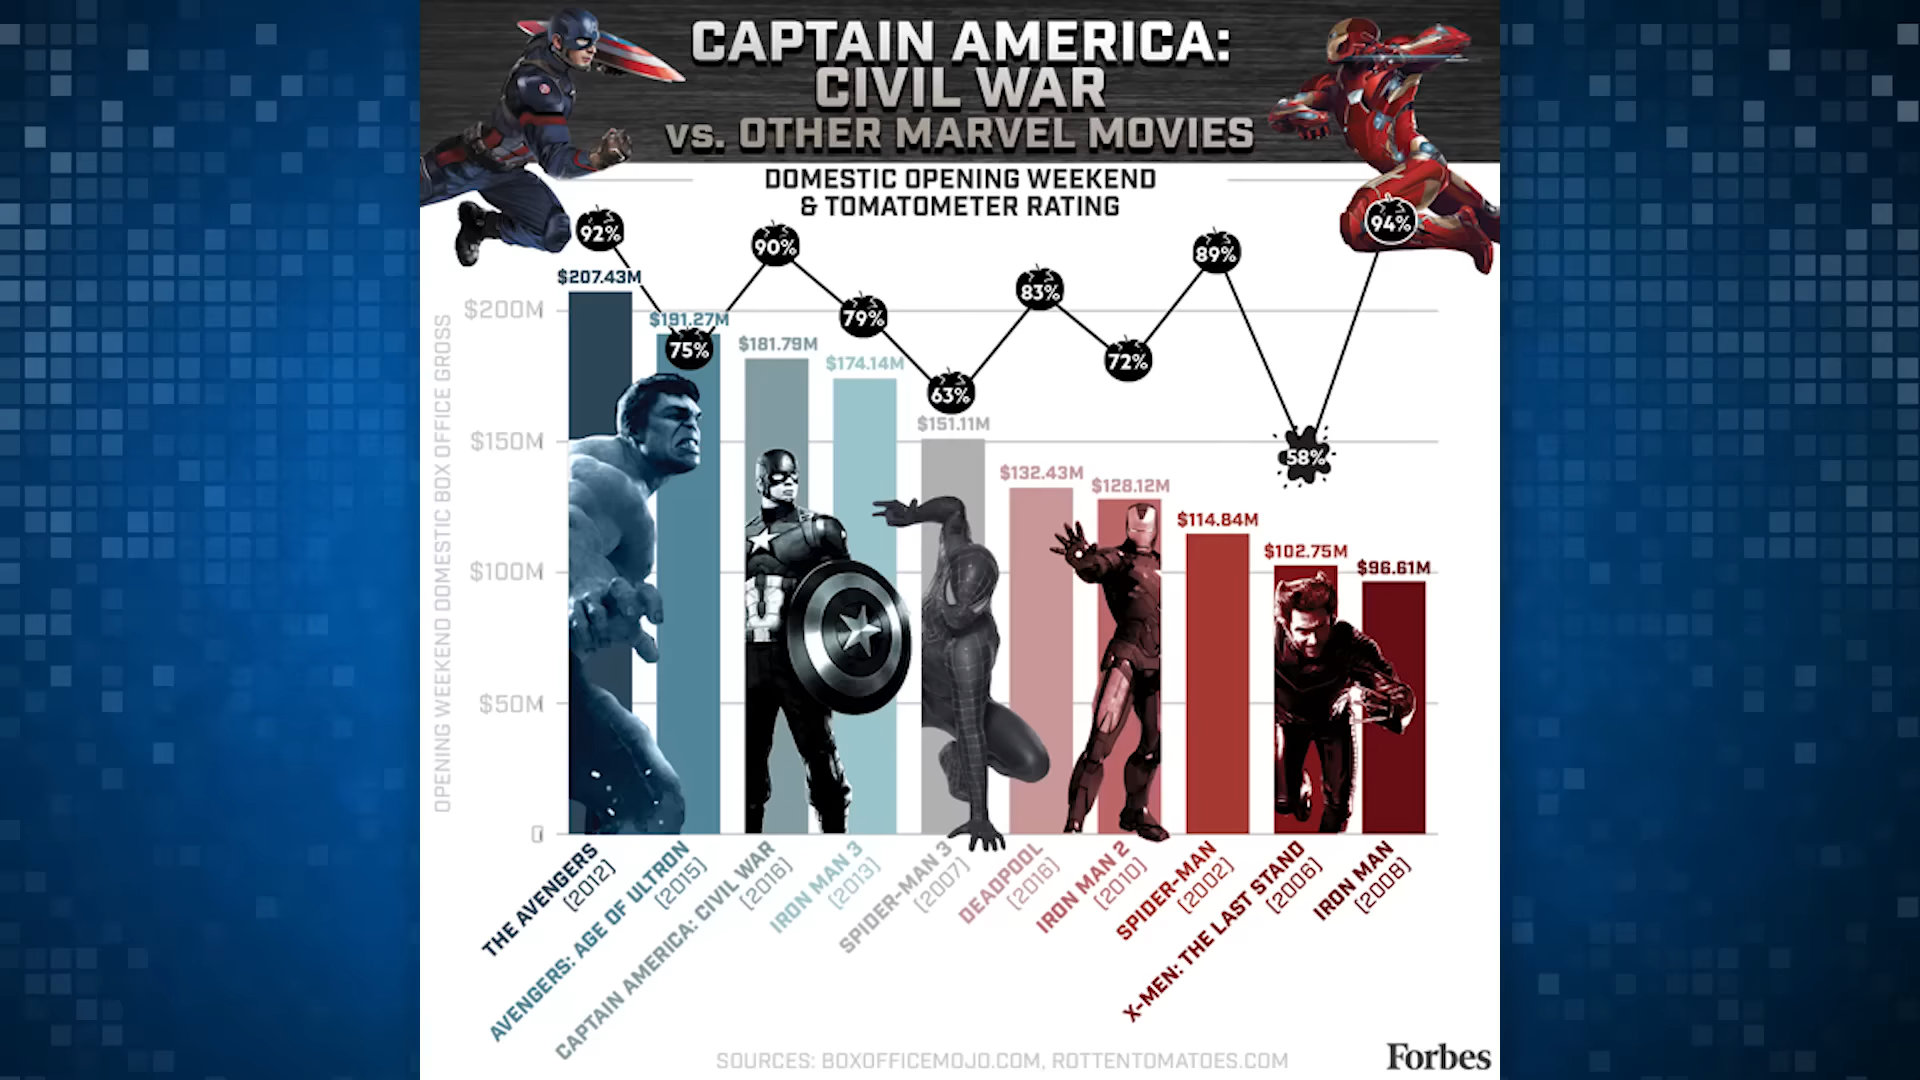 CAPTAIN AMERICA:
CIVIL WAR
vs. OTHER MARVEL MOVIES
DOMESTIC OPENING WEEKEND
& TOMATOMETER RATING
92%
75%
90%
79%
63%
83%
72%
89%
58%
94%
$207.43M
$191.27M
$181.79M
$174.14M
$151.11M
$132.43M
$128.12M
$114.84M
$102.75M
$96.61M
OPENING WEEKEND DOMESTIC BOX OFFICE GROSS
$200M
$150M
$100M
$50M
0
THE AVENGERS
(2012)
AVENGERS: AGE OF ULTRON
(2015)
CAPTAIN AMERICA: CIVIL WAR
(2016)
IRON MAN 3
(2013)
SPIDER-MAN 3
(2007)
DEADPOOL
(2016)
IRON MAN 2
(2010)
SPIDER-MAN
(2002)
X-MEN: THE LAST STAND
(2006)
IRON MAN
(2008)
SOURCES: BOXOFFICEMOJO.COM, ROTTENTOMATOES.COM
Forbes